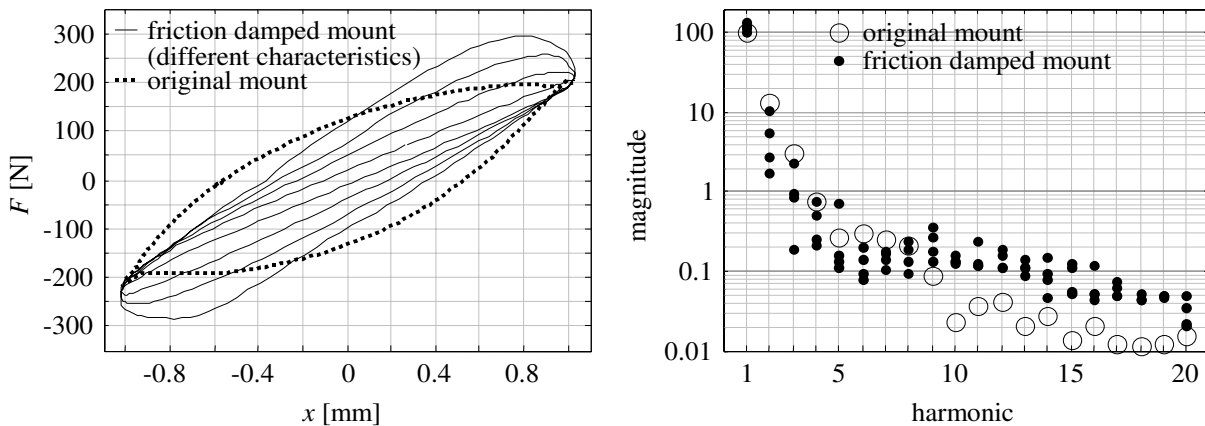 300
200
100
0
-100
-200
-300
F [N]
friction damped mount
(different characteristics)
original mount
-0.8
-0.4
0
0.4
0.8
x [mm]
100
10
1
0.1
0.01
magnitude
original mount
friction damped mount
1
5
10
15
20
harmonic